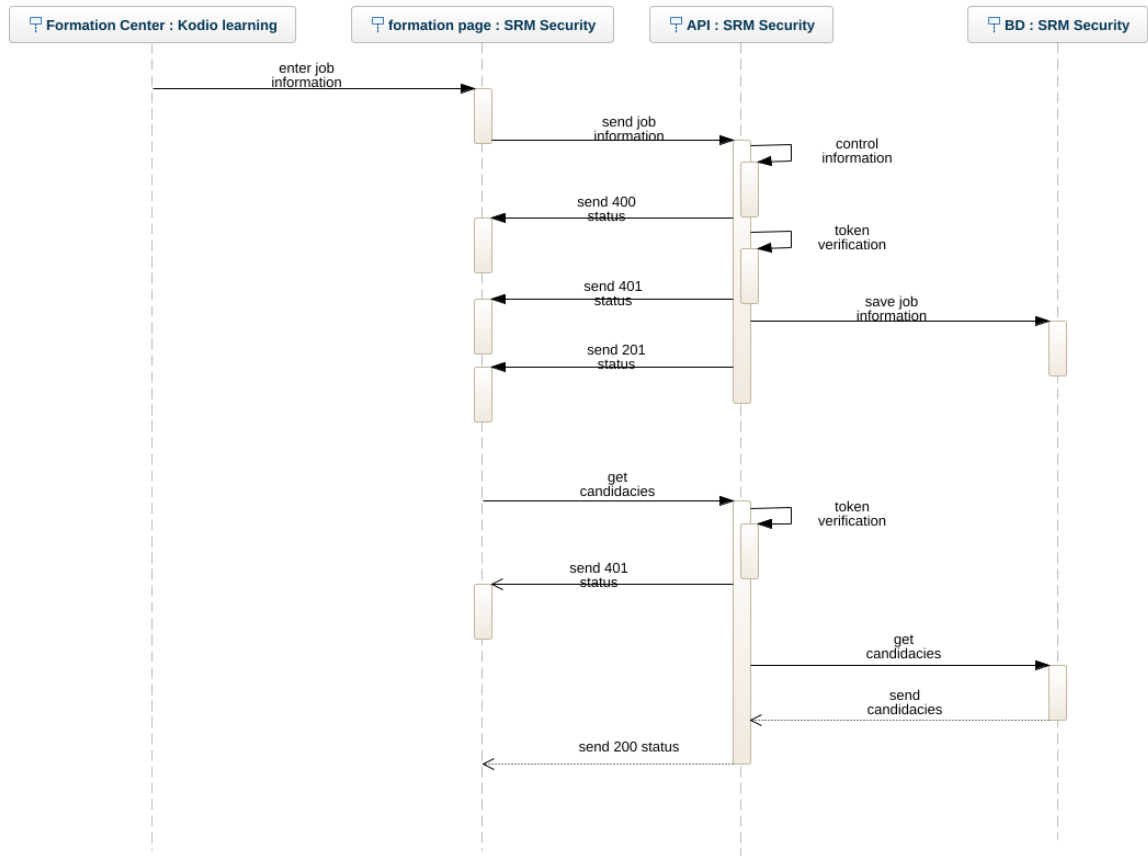 Formation Center : Kodio learning
formation page : SRM Security
API : SRM Security
BD : SRM Security
enter job
information
send job
information
control
information
send 400
status
token
verification
send 401
status
save job
information
send 201
status
get
candidacies
token
verification
send 401
status
get
candidacies
send
candidacies
send 200 status